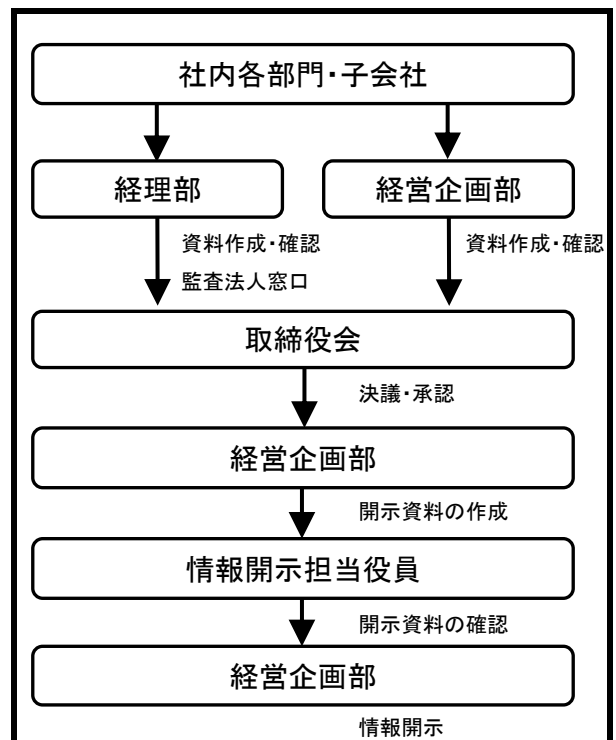 社内各部門・子会社
経理部
経営企画部
資料作成・確認
監査法人窓口
資料作成・確認
取締役会
決議・承認
経営企画部
開示資料の作成
情報開示担当役員
開示資料の確認
経営企画部
情報開示